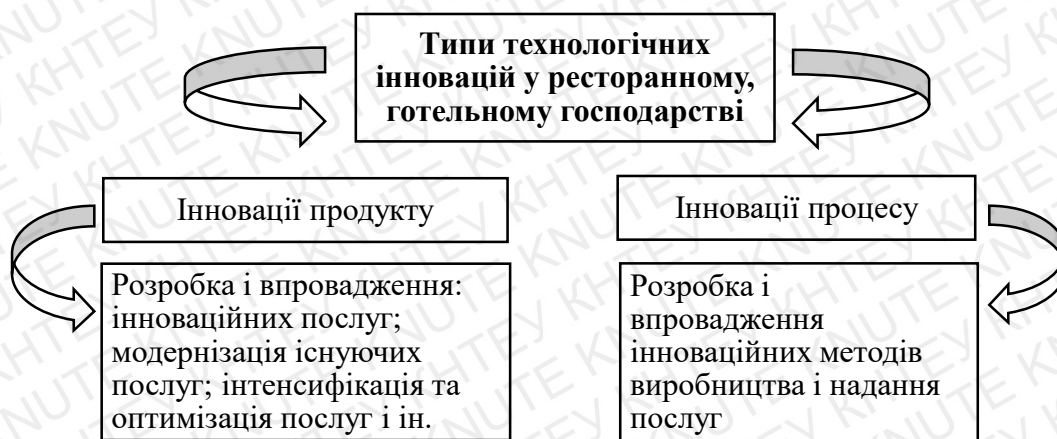 Типи технологічних
інновацій у ресторанному,
готельному господарстві
Інновації продукту
Інновації процесу
Розробка і впровадження:
інноваційних послуг;
модернізація існуючих
послуг; інтенсифікація та
оптимізація послуг і ін.
Розробка і
впровадження
інноваційних методів
виробництва і надання
послуг